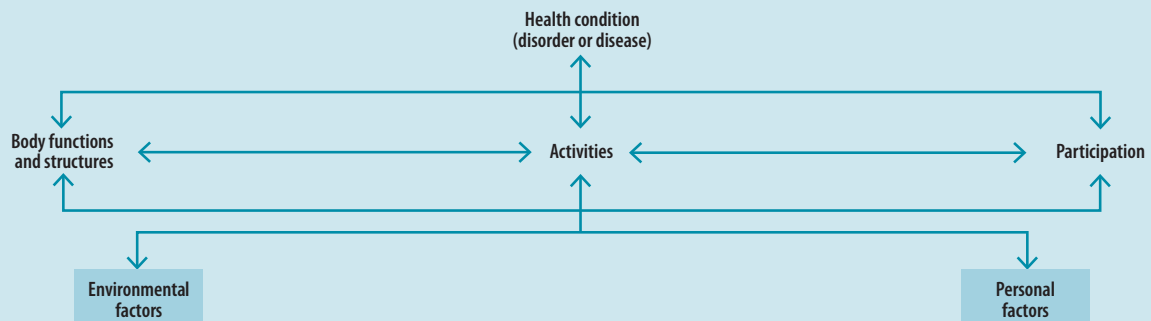 Health condition
(disorder or disease)
Body functions
and structures
Activities
Participation
Environmental
factors
Personal
factors